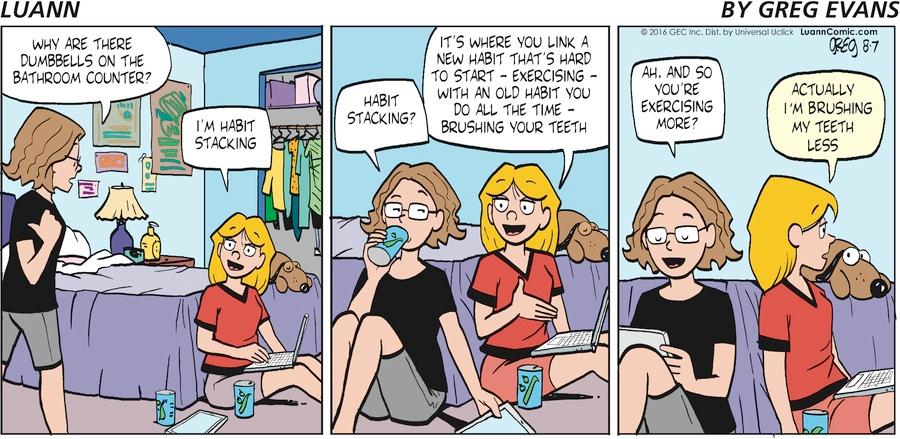 LUANN
BY GREG EVANS
WHY ARE THERE
DUMBBELLS ON THE
BATHROOM COUNTER?
I'M HABIT
STACKING
HABIT
STACKING?
IT'S WHERE YOU LINK A
NEW HABIT THAT'S HARD
TO START - EXERCISING -
WITH AN OLD HABIT YOU
DO ALL THE TIME -
BRUSHING YOUR TEETH
© 2016 GEC Inc. Dist. by Universal Uclick LuannComic.com
GREG 8·7
AH. AND SO
YOU'RE
EXERCISING
MORE?
ACTUALLY
I'M BRUSHING
MY TEETH
LESS